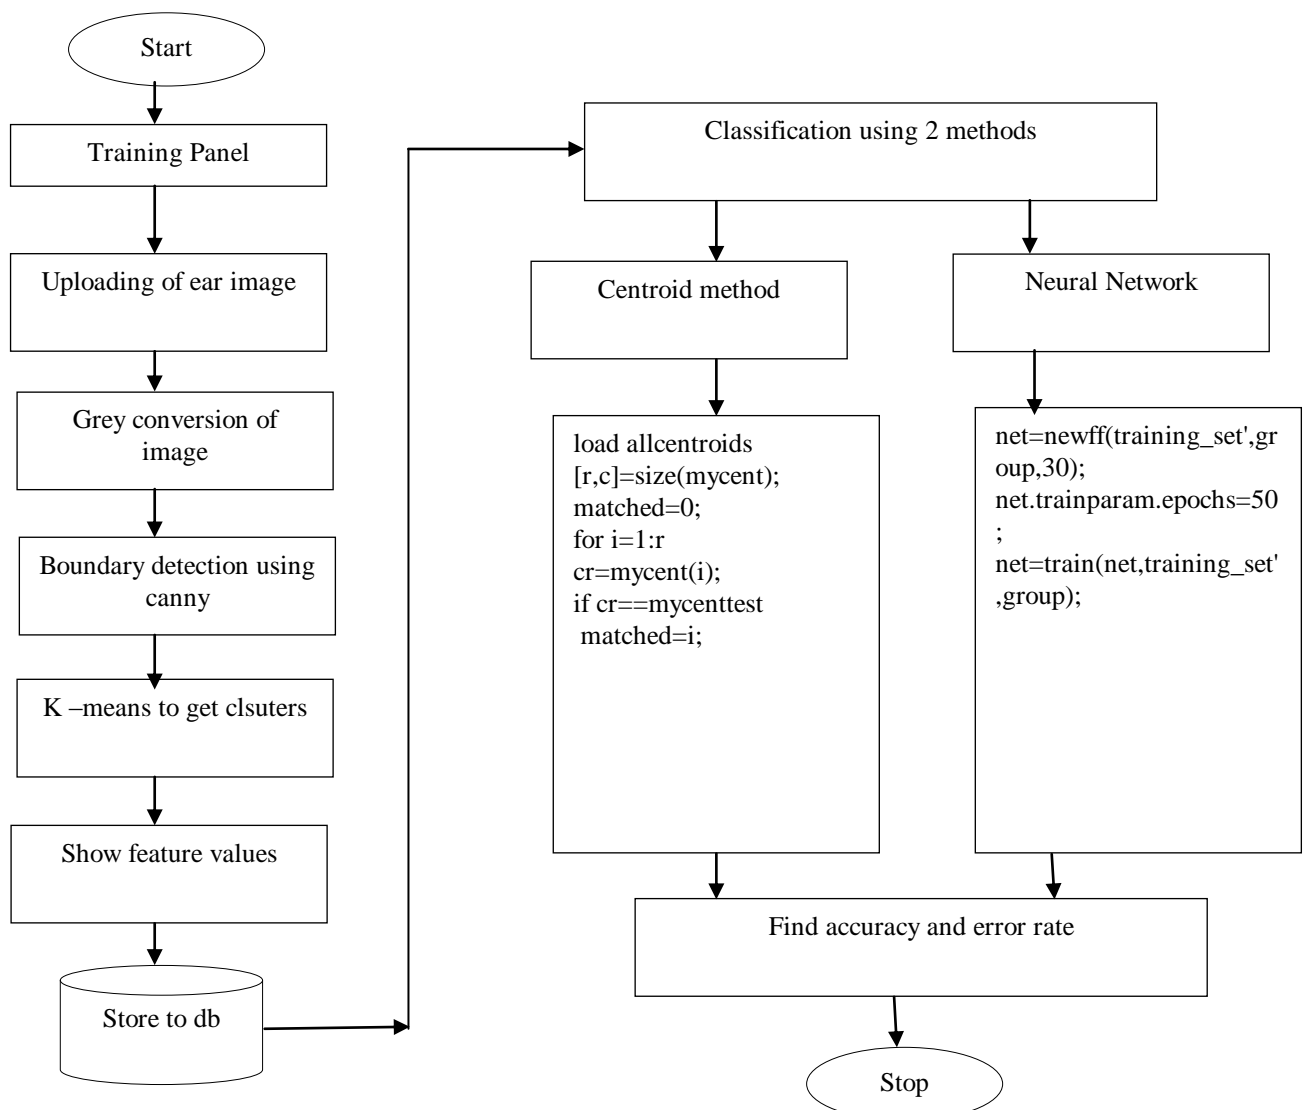 Start
Training Panel
Uploading of ear image
Grey conversion of
image
Boundary detection using
canny
K –means to get clsuters
Show feature values
Store to db
Classification using 2 methods
Centroid method
load allcentroids
[r,c]=size(mycent);
matched=0;
for i=1:r
cr=mycent(i);
if cr==mycenttest
matched=i;
Neural Network
net=newff(training_set',gr
oup,30);
net.trainparam.epochs=50
;
net=train(net,training_set'
,group);
Find accuracy and error rate
Stop